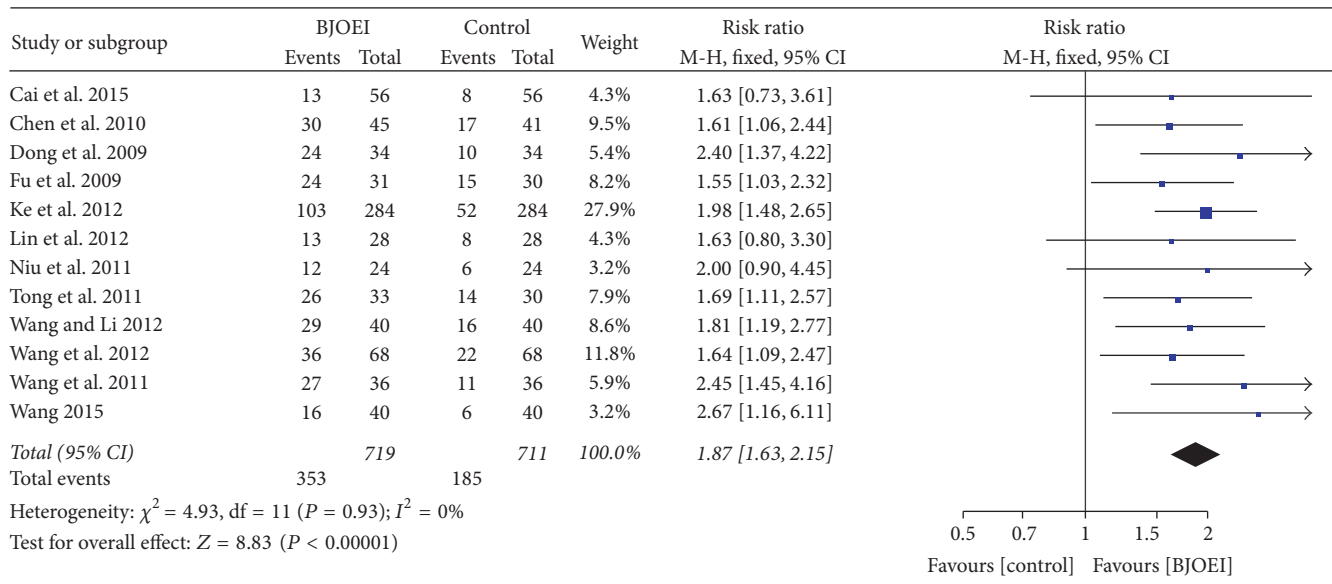 Study or subgroup BJOEI Control Weight Risk ratio Risk ratio
Events Total Events Total M-H, fixed, 95% CI M-H, fixed, 95% CI
Cai et al. 2015 13 56 8 56 4.3% 1.63 [0.73, 3.61]
Chen et al. 2010 30 45 17 41 9.5% 1.61 [1.06, 2.44]
Dong et al. 2009 24 34 10 34 5.4% 2.40 [1.37, 4.22]
Fu et al. 2009 24 31 15 30 8.2% 1.55 [1.03, 2.32]
Ke et al. 2012 103 284 52 284 27.9% 1.98 [1.48, 2.65]
Lin et al. 2012 13 28 8 28 4.3% 1.63 [0.80, 3.30]
Niu et al. 2011 12 24 6 24 3.2% 2.00 [0.90, 4.45]
Tong et al. 2011 26 33 14 30 7.9% 1.69 [1.11, 2.57]
Wang and Li 2012 29 40 16 40 8.6% 1.81 [1.19, 2.77]
Wang et al. 2012 36 68 22 68 11.8% 1.64 [1.09, 2.47]
Wang et al. 2011 27 36 11 36 5.9% 2.45 [1.45, 4.16]
Wang 2015 16 40 6 40 3.2% 2.67 [1.16, 6.11]
Total (95% CI) 719 711 100.0% 1.87 [1.63, 2.15]
Total events 353 185
Heterogeneity: χ² = 4.93, df = 11 (P = 0.93); I² = 0%
Test for overall effect: Z = 8.83 (P < 0.00001)
0.5 0.7 1 1.5 2
Favours [control] Favours [BJOEI]